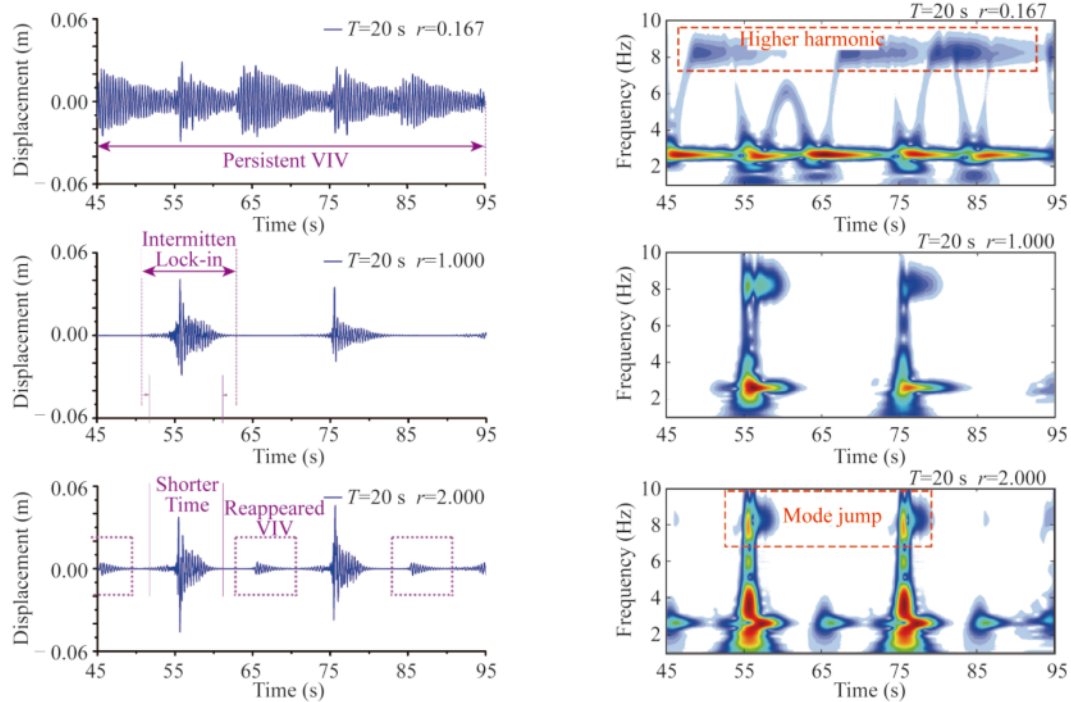 0.06
T=20 s r=0.167
0.00
Persistent VIV
−0.06
Displacement (m)
45 55 65 75 85 95
Time (s)
T=20 s r=0.167
10
Higher harmonic
8
6
4
2
Frequency (Hz)
45 55 65 75 85 95
Time (s)
0.06
Intermitten
Lock-in
T=20 s r=1.000
0.00
−0.06
Displacement (m)
45 55 65 75 85 95
Time (s)
T=20 s r=1.000
10
8
6
4
2
Frequency (Hz)
45 55 65 75 85 95
Time (s)
0.06
Shorter
Time
T=20 s r=2.000
Reappeared
VIV
0.00
−0.06
Displacement (m)
45 55 65 75 85 95
Time (s)
T=20 s r=2.000
10
Mode jump
8
6
4
2
Frequency (Hz)
45 55 65 75 85 95
Time (s)